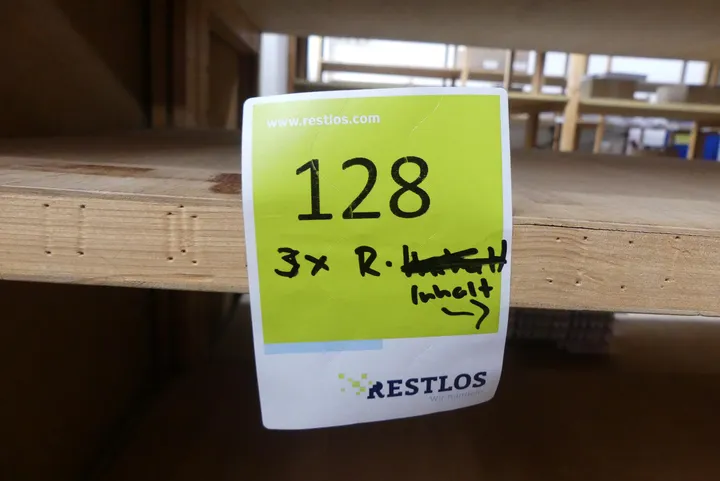 www.restlos.com
128
3x R.
Inhalt
RESTLOS